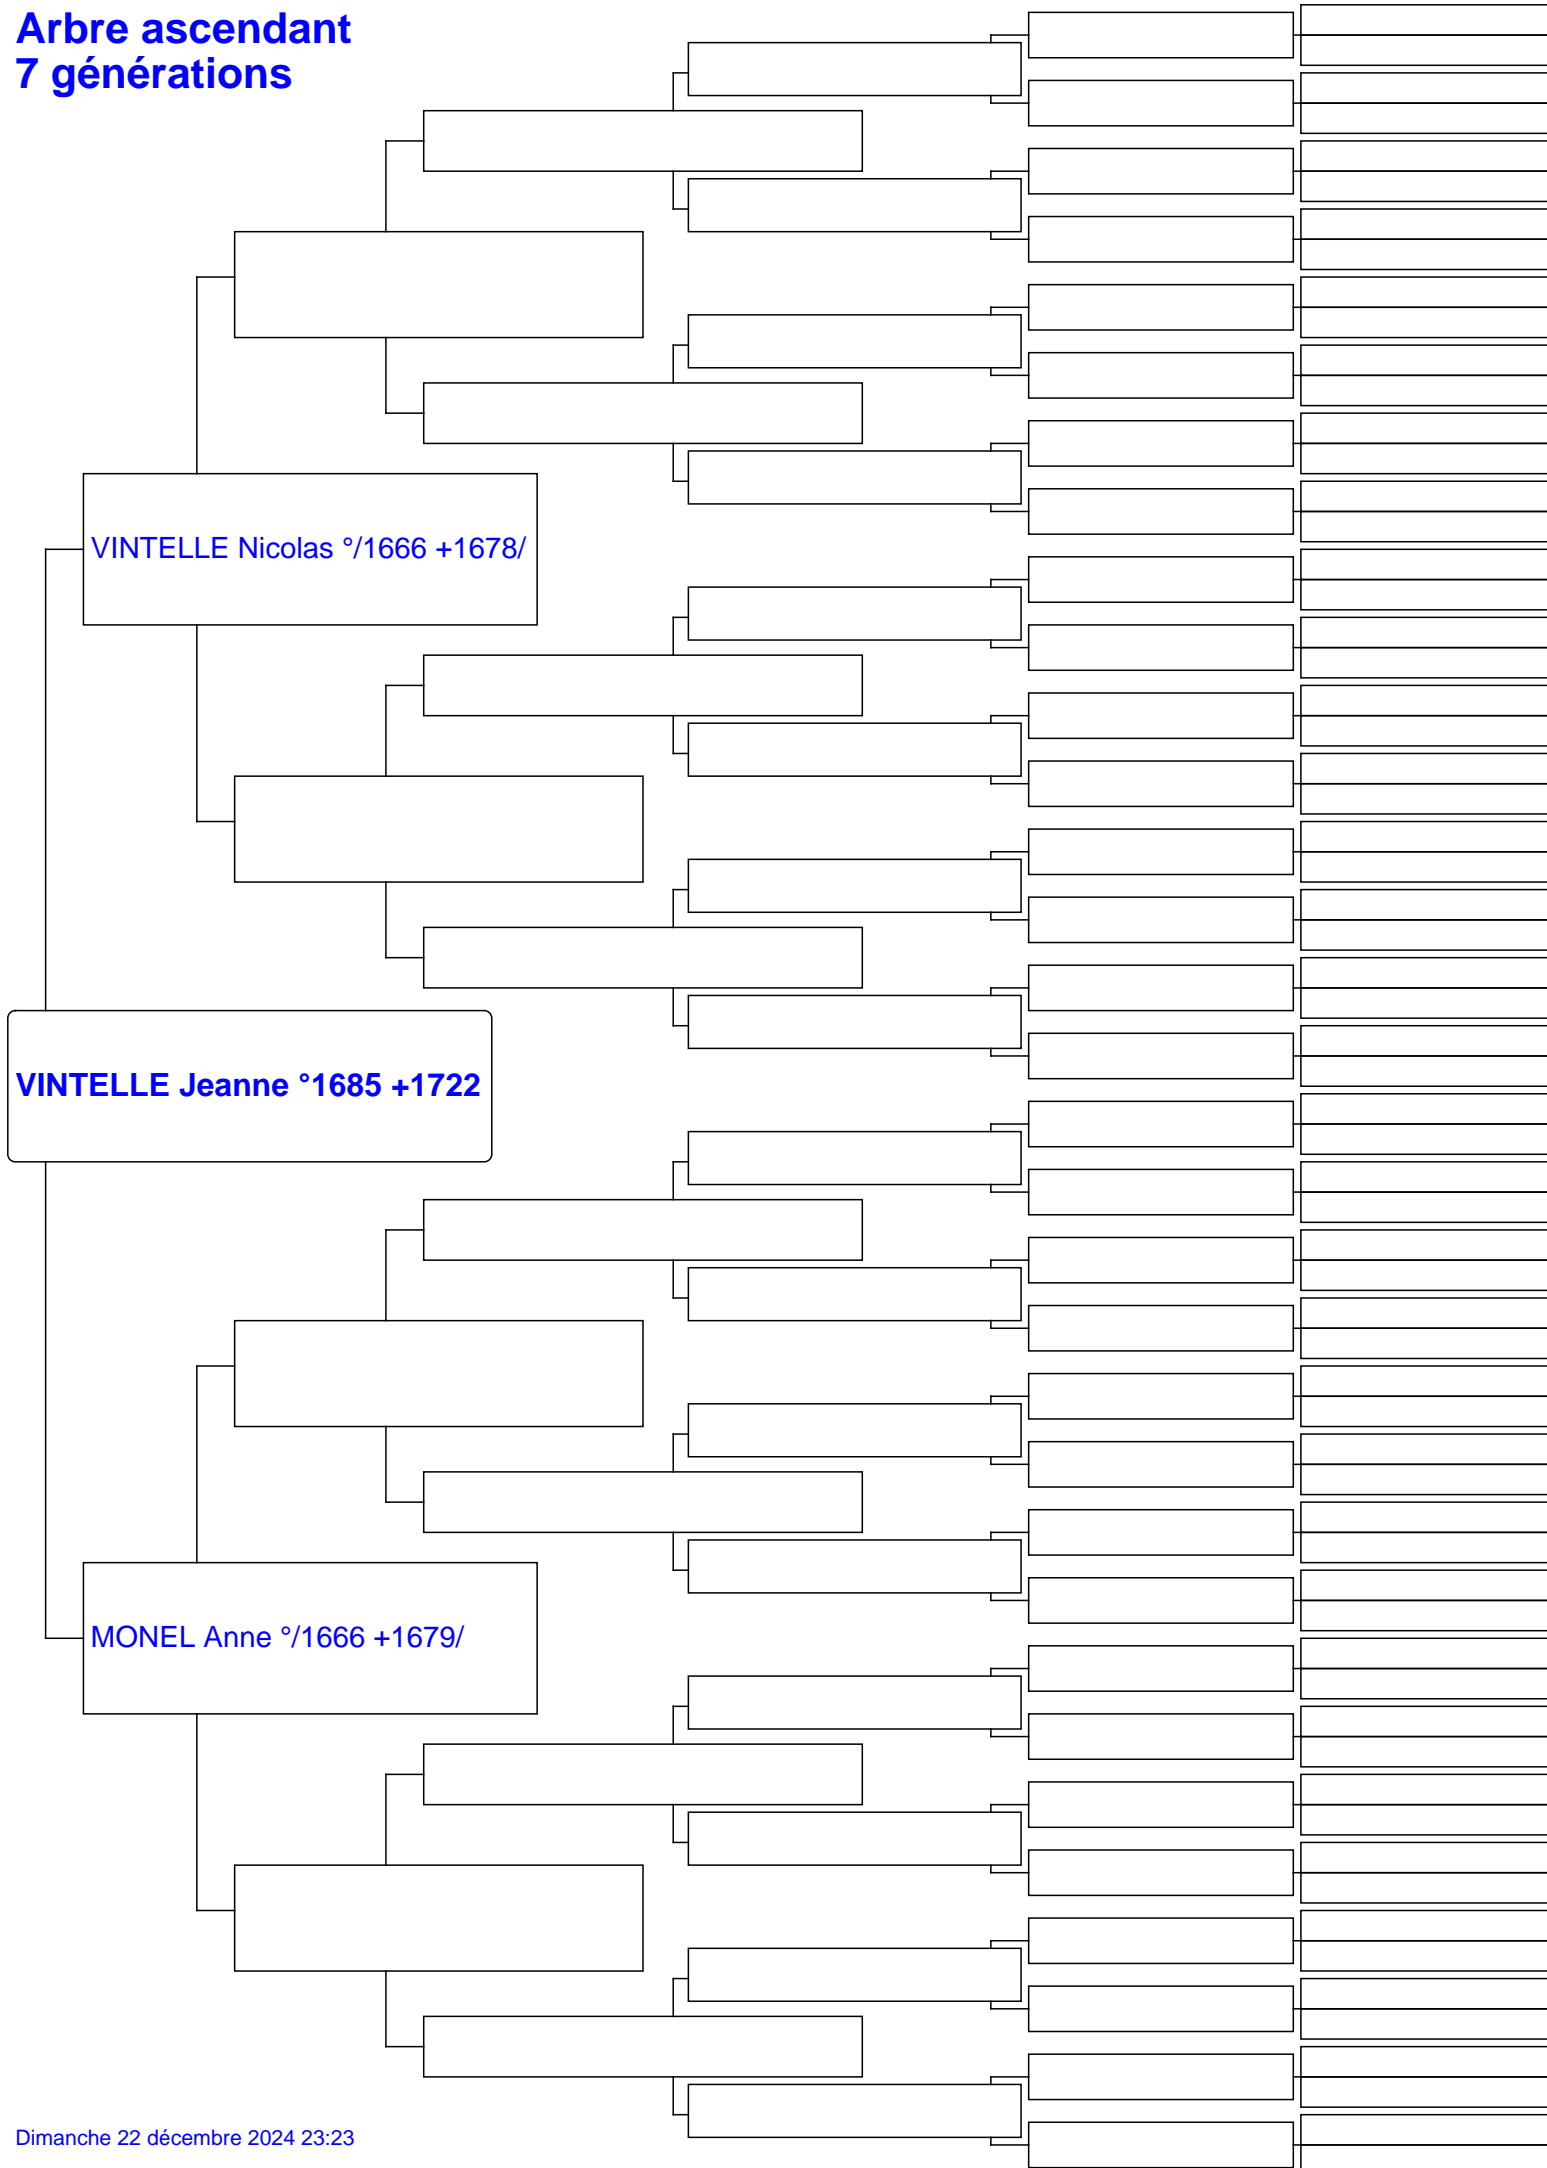 Arbre ascendant
7 générations
VINTELLE Nicolas °/1666 +1678/
VINTELLE Jeanne °1685 +1722
MONEL Anne °/1666 +1679/
Dimanche 22 décembre 2024 23:23